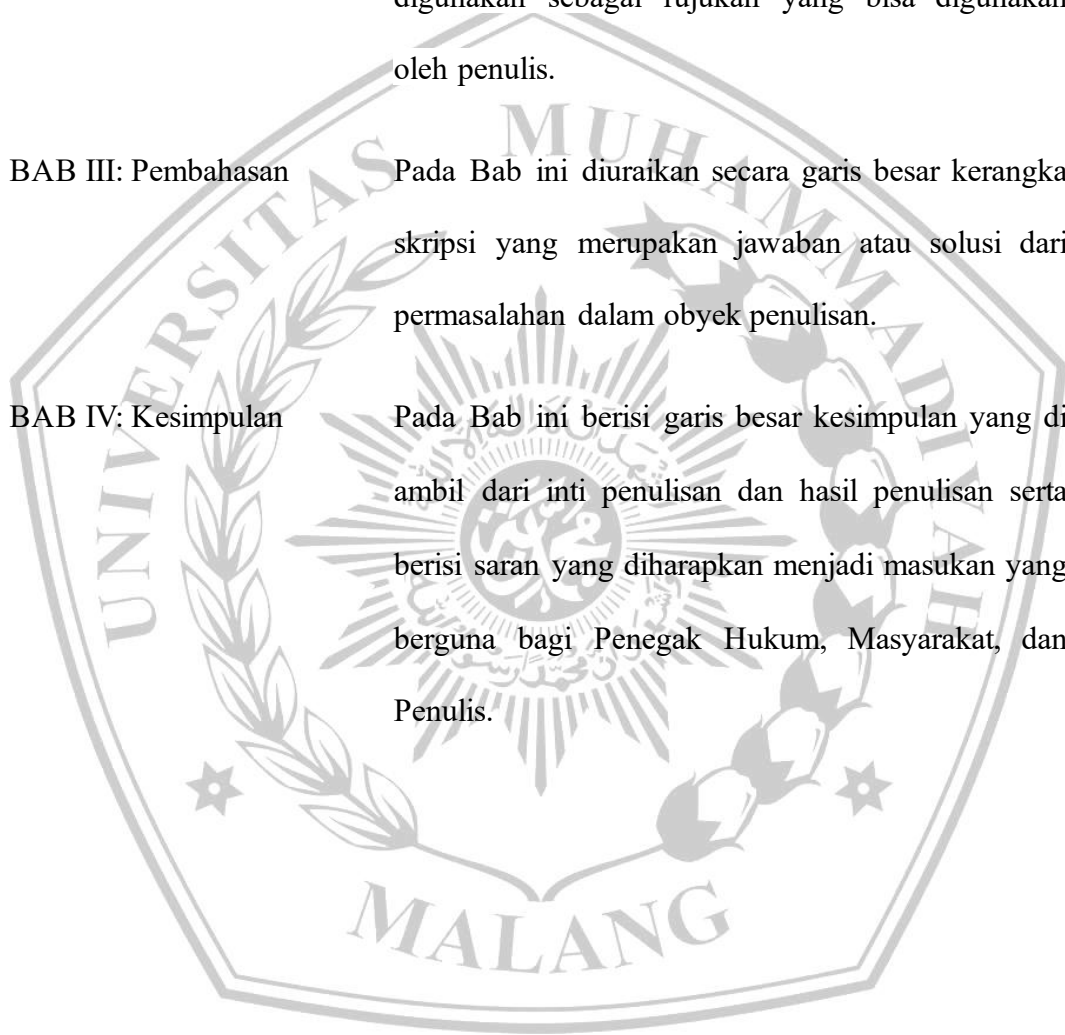 digunakan sebagai rujukan yang bisa digunakan
oleh penulis.
BAB III: Pembahasan Pada Bab ini diuraikan secara garis besar kerangka
skripsi yang merupakan jawaban atau solusi dari
permasalahan dalam obyek penulisan.
BAB IV: Kesimpulan Pada Bab ini berisi garis besar kesimpulan yang di
ambil dari inti penulisan dan hasil penulisan serta
berisi saran yang diharapkan menjadi masukan yang
berguna bagi Penegak Hukum, Masyarakat, dan
Penulis.
UNIVERSITAS MUHAMMADIYAH
MALANG